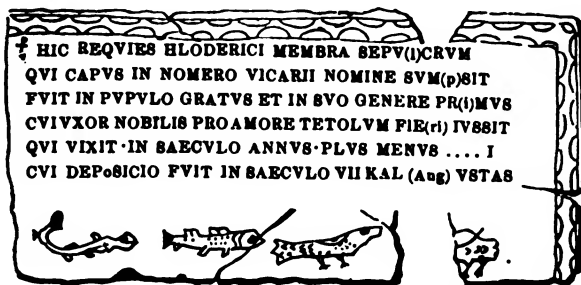 HIC REQVIES HLODERICI MEMBRA SEPV(l)CRVM
QVI CAPVS IN NOMERO VICARII NOMINE SVM(p)SIT
FVIT IN PVPVLO GRATVS ET IN SVO GENERE PR(i)MVS
CVIVXOR NOBILIS PRO AMORE TETOLVM FIE(ri) IVSSIT
QVI VIXIT·IN SAECVLO ANNVS·PLVS MENVS .... I
CVI DEPoSICIO FVIT IN SAECVLO VII KAL (Aug) VSTAS